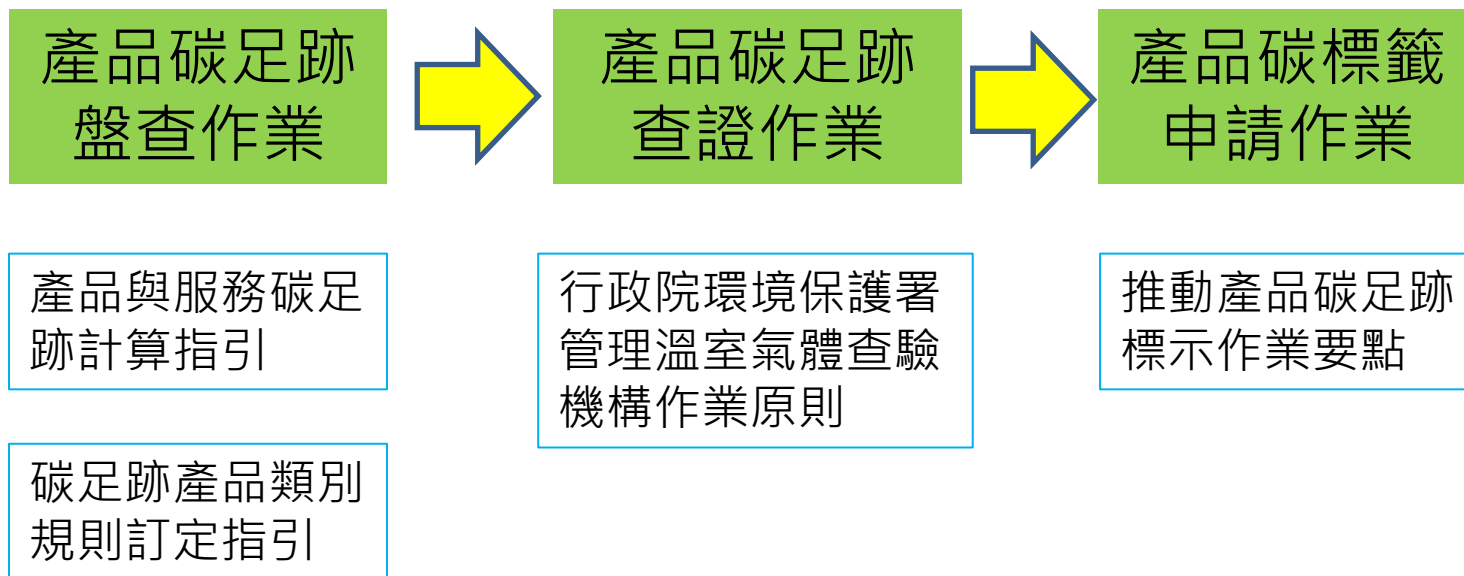 產品碳足跡
盤查作業
產品碳足跡
查證作業
產品碳標籤
申請作業
產品與服務碳足
跡計算指引
碳足跡產品類別
規則訂定指引
行政院環境保護署
管理溫室氣體查驗
機構作業原則
推動產品碳足跡
標示作業要點